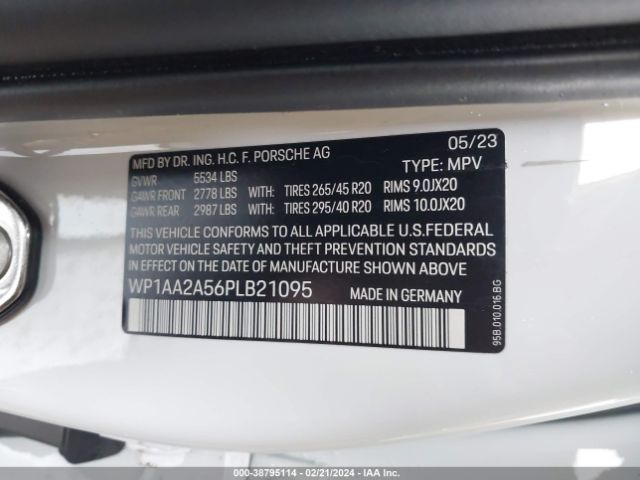 MFD BY DR. ING. H.C. F. PORSCHE AG 05/23
GVWR 5534 LBS TYPE: MPV
GAWR FRONT 2778 LBS WITH: TIRES 265/45 R20 RIMS 9.0JX20
GAWR REAR 2987 LBS WITH: TIRES 295/40 R20 RIMS 10.0JX20
THIS VEHICLE CONFORMS TO ALL APPLICABLE U.S.FEDERAL
MOTOR VEHICLE SAFETY AND THEFT PREVENTION STANDARDS
IN EFFECT ON THE DATE OF MANUFACTURE SHOWN ABOVE
WP1AA2A56PLB21095 MADE IN GERMANY
95B.010.016.BG
000-38795114 - 02/21/2024 - IAA Inc.